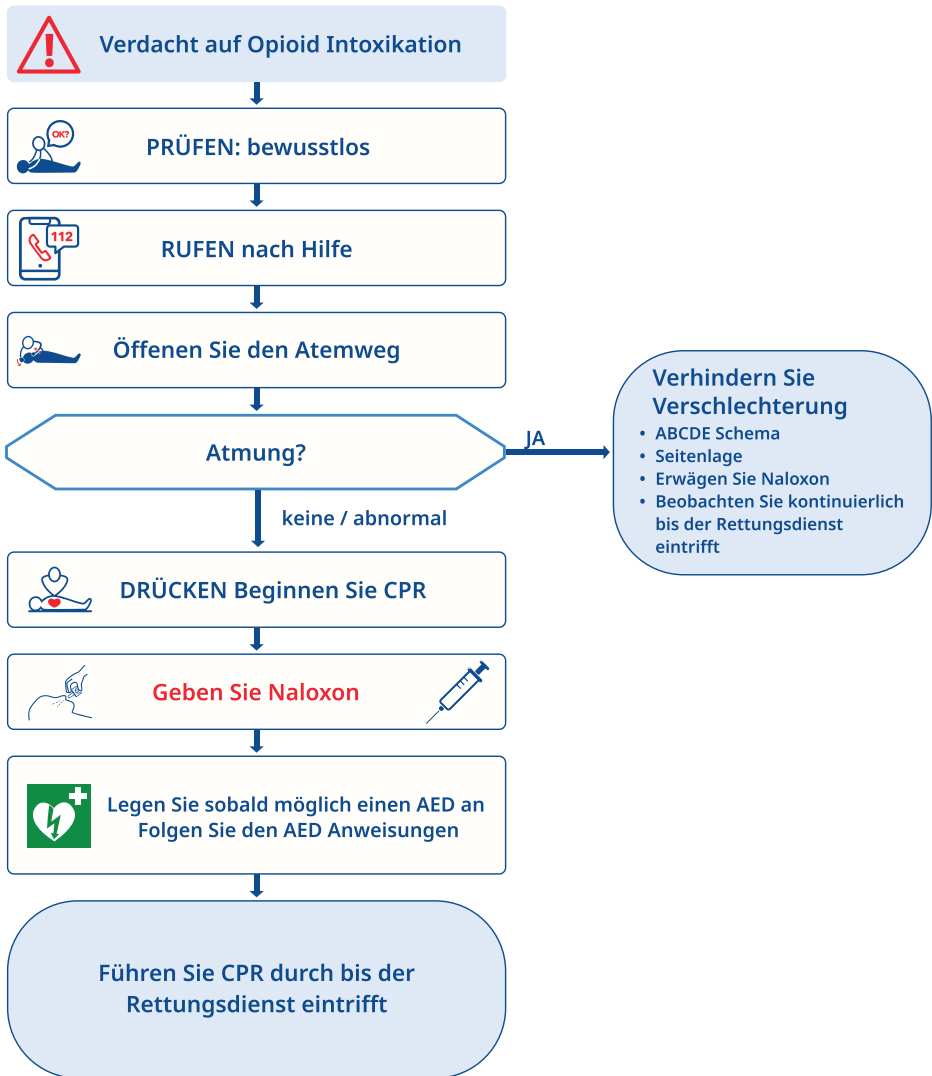 Verdacht auf Opioid Intoxikation
OK?
PRÜFEN: bewusstlos
112
RUFEN nach Hilfe
Öffenen Sie den Atemweg
Atmung?
JA
Verhindern Sie
Verschlechterung
• ABCDE Schema
• Seitenlage
• Erwägen Sie Naloxon
• Beobachten Sie kontinuierlich
bis der Rettungsdienst
eintrifft
keine / abnormal
DRÜCKEN Beginnen Sie CPR
Geben Sie Naloxon
Legen Sie sobald möglich einen AED an
Folgen Sie den AED Anweisungen
Führen Sie CPR durch bis der
Rettungsdienst eintrifft